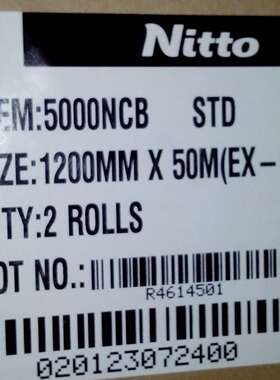 Nitto
EM:5000NCB STD
ZE:1200MM X 50M(EX-
TY:2 ROLLS
OT NO.:
R4614501
020123072400